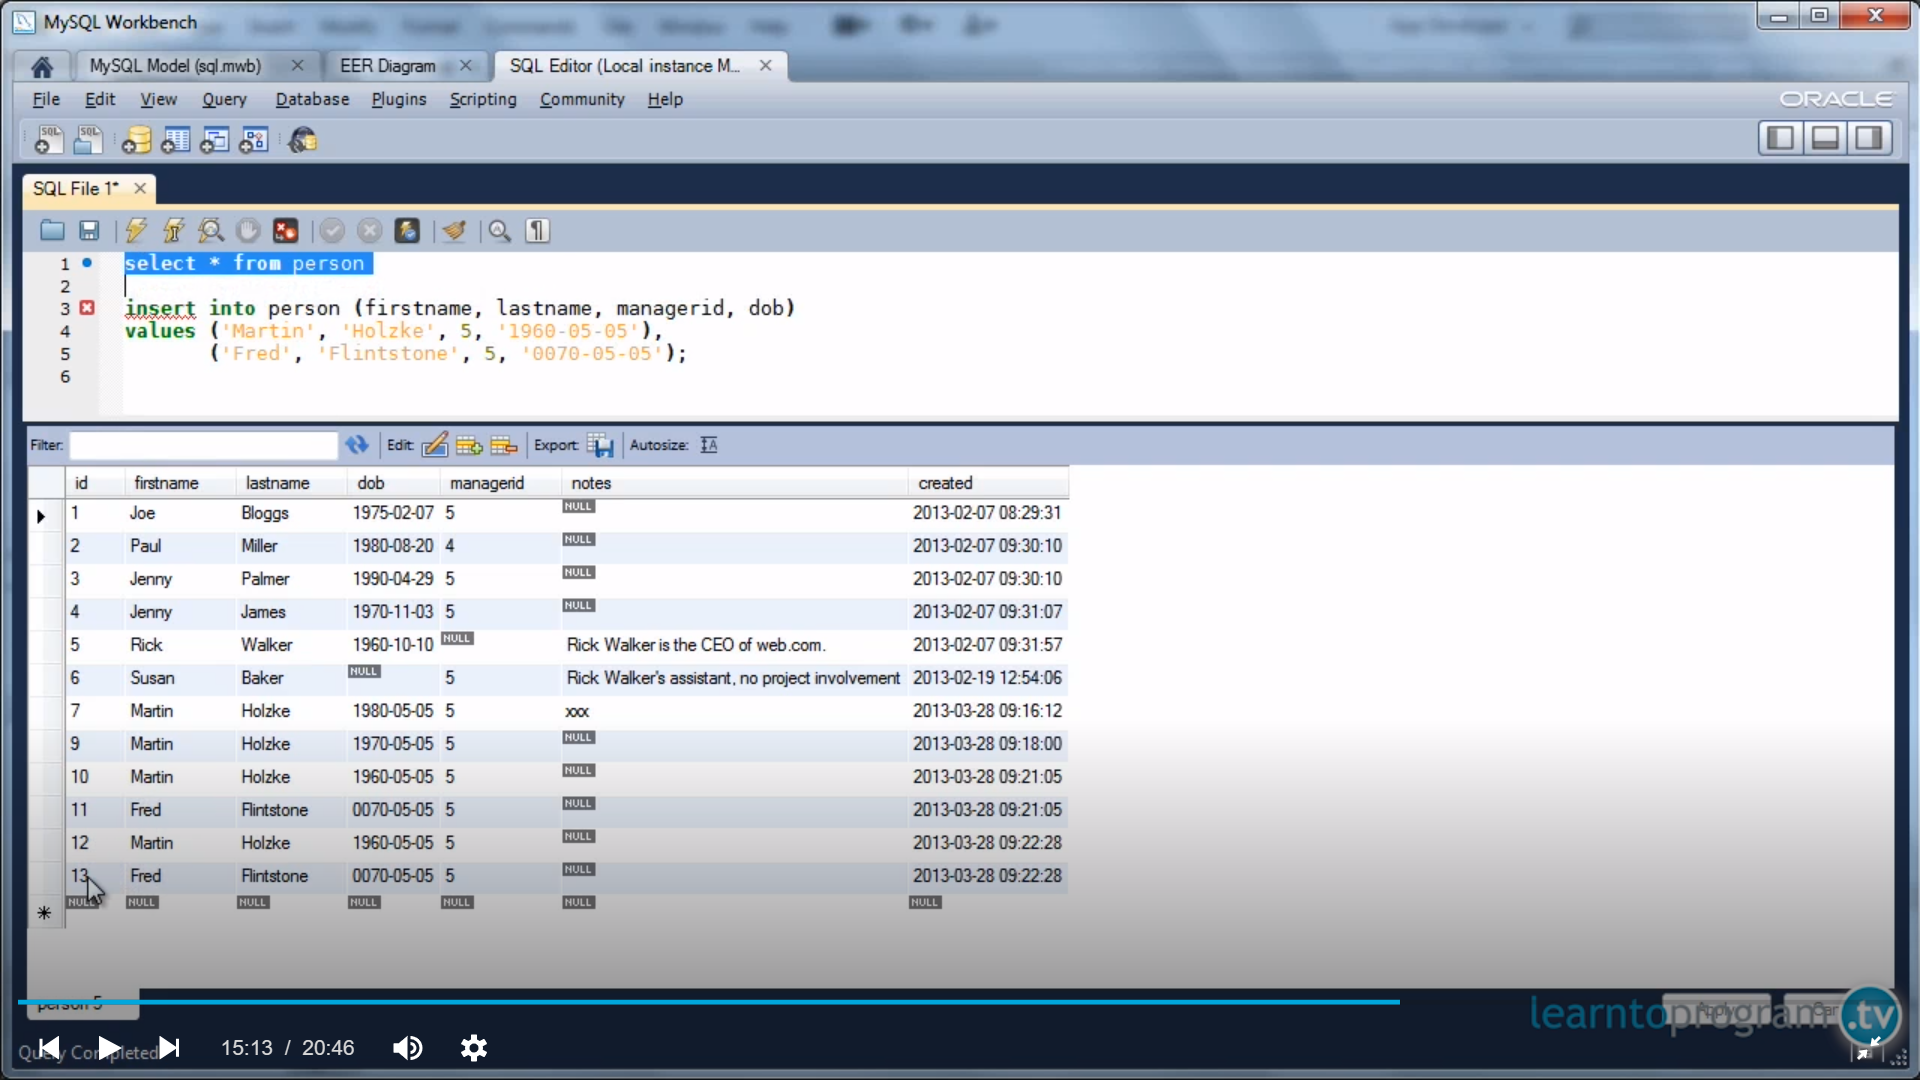 MySQL Workbench
MySQL Model (sql.mwb) EER Diagram SQL Editor (Local instance M...
File Edit View Query Database Plugins Scripting Community Help
ORACLE
SQL File 1*
1 select * from person
2
3 insert into person (firstname, lastname, managerid, dob)
4 values ('Martin', 'Holzke', 5, '1960-05-05'),
5 ('Fred', 'Flintstone', 5, '0070-05-05');
6
Filter: Edit: Export: Autosize:
id firstname lastname dob managerid notes created
1 Joe Bloggs 1975-02-07 5 NULL 2013-02-07 08:29:31
2 Paul Miller 1980-08-20 4 NULL 2013-02-07 09:30:10
3 Jenny Palmer 1990-04-29 5 NULL 2013-02-07 09:30:10
4 Jenny James 1970-11-03 5 NULL 2013-02-07 09:31:07
5 Rick Walker 1960-10-10 NULL Rick Walker is the CEO of web.com. 2013-02-07 09:31:57
6 Susan Baker NULL 5 Rick Walker's assistant, no project involvement 2013-02-19 12:54:06
7 Martin Holzke 1980-05-05 5 xxx 2013-03-28 09:16:12
9 Martin Holzke 1970-05-05 5 NULL 2013-03-28 09:18:00
10 Martin Holzke 1960-05-05 5 NULL 2013-03-28 09:21:05
11 Fred Flintstone 0070-05-05 5 NULL 2013-03-28 09:21:05
12 Martin Holzke 1960-05-05 5 NULL 2013-03-28 09:22:28
13 Fred Flintstone 0070-05-05 5 NULL 2013-03-28 09:22:28
NULL NULL NULL NULL NULL NULL NULL
person 5
Apply
learntoprogram.tv
15:13 / 20:46
Query Completed